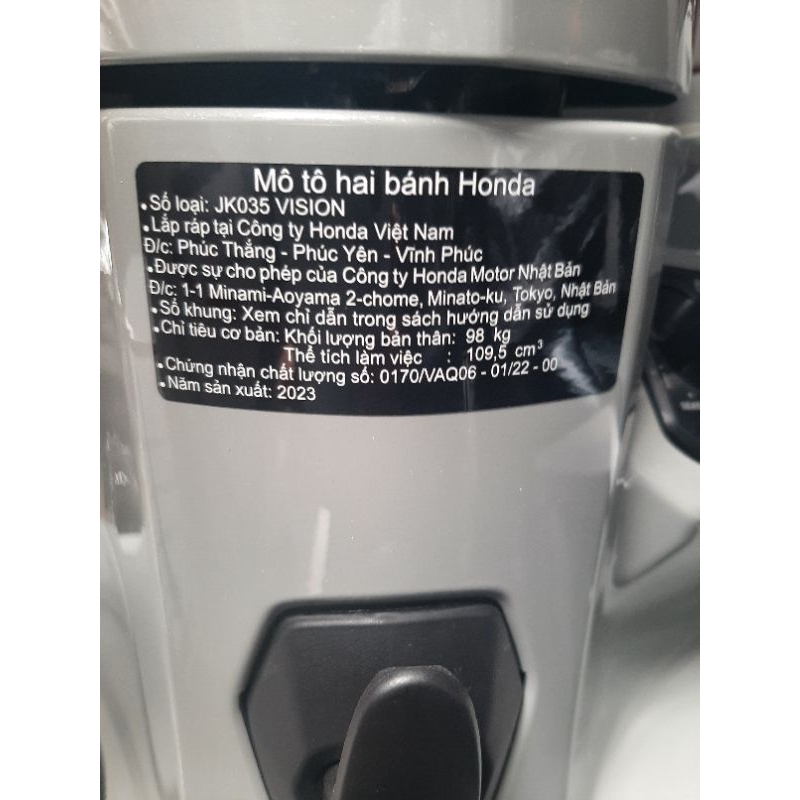 Mô tô hai bánh Honda
•Số loại: JK035 VISION
•Lắp ráp tại Công ty Honda Việt Nam
Đ/c: Phúc Thắng - Phúc Yên - Vĩnh Phúc
•Được sự cho phép của Công ty Honda Motor Nhật Bản
Đ/c: 1-1 Minami-Aoyama 2-chome, Minato-ku, Tokyo, Nhật Bản
•Số khung: Xem chỉ dẫn trong sách hướng dẫn sử dụng
•Chỉ tiêu cơ bản: Khối lượng bản thân: 98 kg
Thể tích làm việc : 109,5 cm³
•Chứng nhận chất lượng số: 0170/VAQ06 - 01/22 - 00
•Năm sản xuất: 2023